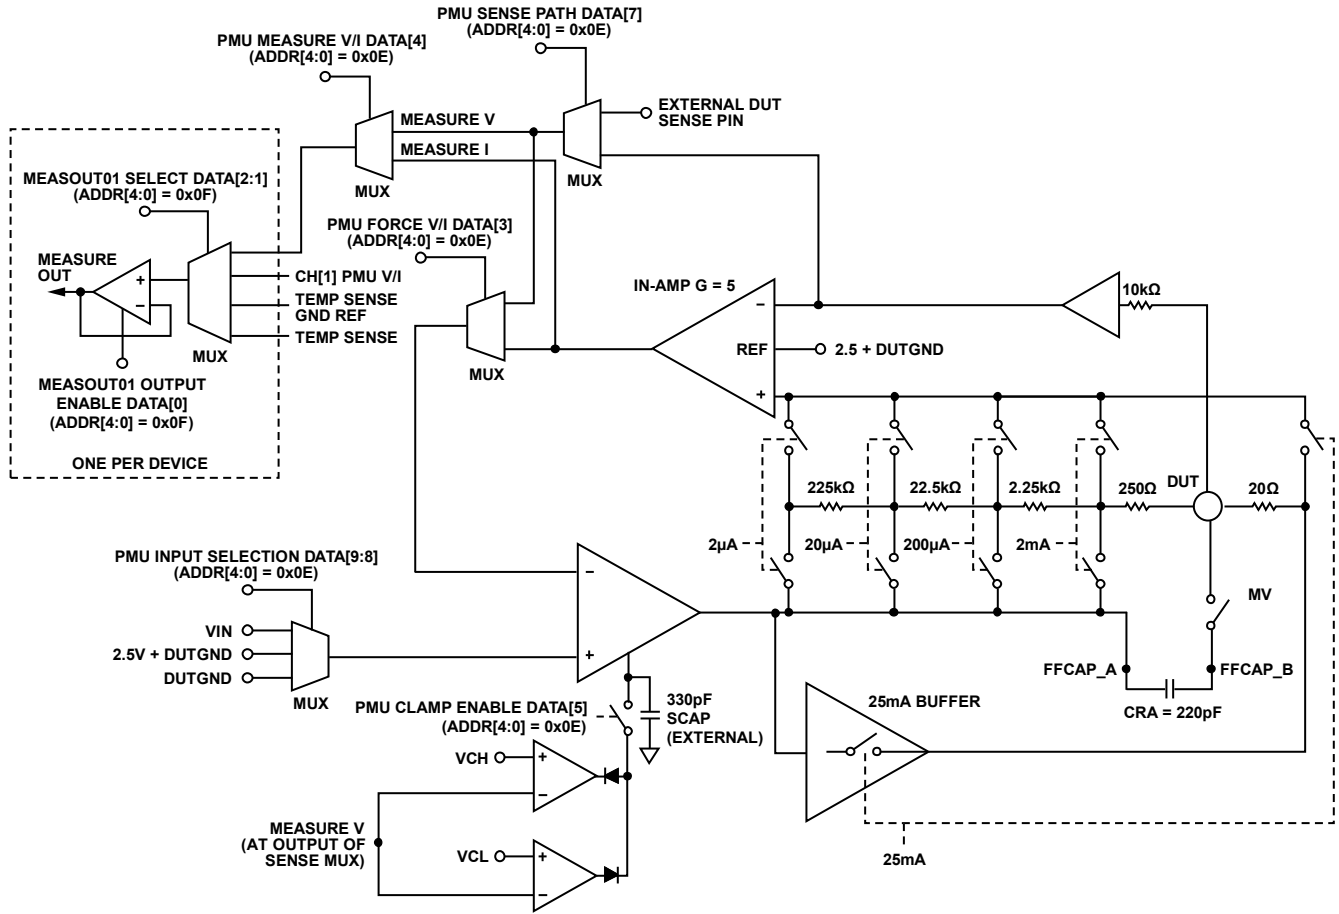 PMU SENSE PATH DATA[7]
(ADDR[4:0] = 0x0E)
PMU MEASURE V/I DATA[4]
(ADDR[4:0] = 0x0E)
EXTERNAL DUT
SENSE PIN
MEASURE V
MEASURE I
MUX
MUX
MEASOUT01 SELECT DATA[2:1]
(ADDR[4:0] = 0x0F)
PMU FORCE V/I DATA[3]
(ADDR[4:0] = 0x0E)
MEASURE
OUT
+
−
CH[1] PMU V/I
TEMP SENSE
GND REF
TEMP SENSE
MUX
MUX
MEASOUT01 OUTPUT
ENABLE DATA[0]
(ADDR[4:0] = 0x0F)
ONE PER DEVICE
IN-AMP G = 5
−
REF
+
2.5 + DUTGND
10kΩ
225kΩ
22.5kΩ
2.25kΩ
250Ω
DUT
20Ω
2µA
20µA
200µA
2mA
MV
PMU INPUT SELECTION DATA[9:8]
(ADDR[4:0] = 0x0E)
VIN
2.5V + DUTGND
DUTGND
MUX
−
+
FFCAP_A
FFCAP_B
CRA = 220pF
PMU CLAMP ENABLE DATA[5]
(ADDR[4:0] = 0x0E)
330pF
SCAP
(EXTERNAL)
25mA BUFFER
VCH
+
−
MEASURE V
(AT OUTPUT OF
SENSE MUX)
VCL
+
−
25mA